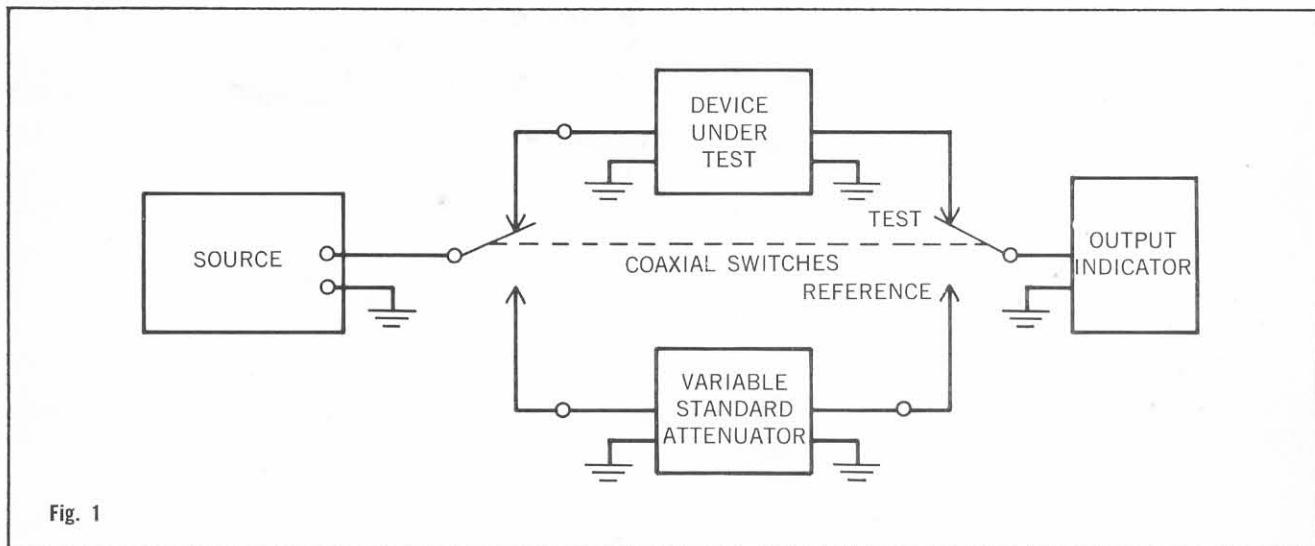 DEVICE
UNDER
TEST
SOURCE
TEST
COAXIAL SWITCHES
REFERENCE
OUTPUT
INDICATOR
VARIABLE
STANDARD
ATTENUATOR
Fig. 1